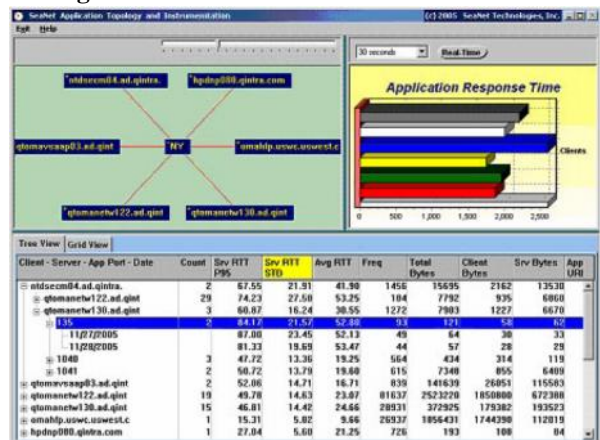 SeaNet Application Topology and Instrumentation (c) 2005 SeaNet Technologies, Inc.
Exit Help
30 seconds Real-Time
ntdsecm04.ad.qintra. hpdnp080.qintra.com
qtomavsaap03.ad.qint NY omahlp.uswc.uswest.c
qtomanetw122.ad.qint qtomanetw130.ad.qint
Application Response Time
Clients
0 500 1,000 1,500 2,000 2,500
Tree View Grid View
Client - Server - App Port - Date Count Srv RTT P95 Srv RTT STD Avg RTT Freq Total Bytes Client Bytes Srv Bytes App URI
ntdsecm04.ad.qintra. 2 67.55 21.91 41.90 1456 15695 2162 13530
qtomanetw122.ad.qint 29 74.23 27.50 53.25 184 7792 935 6860
qtomanetw130.ad.qint 3 60.87 16.24 30.55 1272 7903 1227 6670
135 2 84.17 21.57 52.80 93 121 58 62
11/27/2005 87.00 23.45 52.13 49 64 30 33
11/28/2005 81.33 19.69 53.47 44 57 28 29
1040 3 47.72 13.36 19.25 564 434 314 119
1041 2 50.72 13.79 19.60 615 7348 855 6489
qtomavsaap03.ad.qint 2 52.06 14.71 16.71 839 141639 26051 115583
qtomanetw122.ad.qint 19 49.78 14.63 23.07 81637 2523220 1850800 672388
qtomanetw130.ad.qint 15 46.81 14.42 24.66 28931 372925 179382 193523
omahlp.uswc.uswest.c 1 15.31 5.82 9.66 26937 1856431 1744390 112019
hpdnp080.qintra.com 1 27.04 5.60 21.25 726 193 108 84